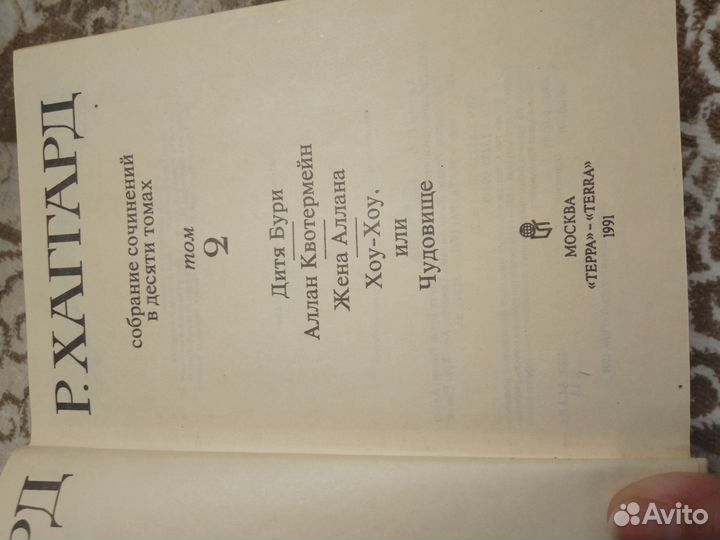 Р. ХАГГАРД
собрание сочинений
в десяти томах
том
2
Дитя Бури
Аллан Квотермейн
Жена Аллана
Хоу-Хоу,
или
Чудовище
МОСКВА
«ТЕРРА» – «TERRA»
1991
РД
Avito